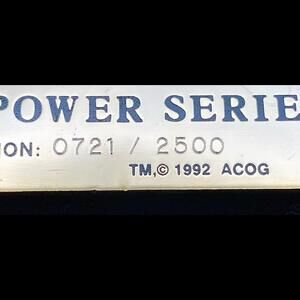 POWER SERIE
ION: 0721 / 2500
TM,© 1992 ACOG